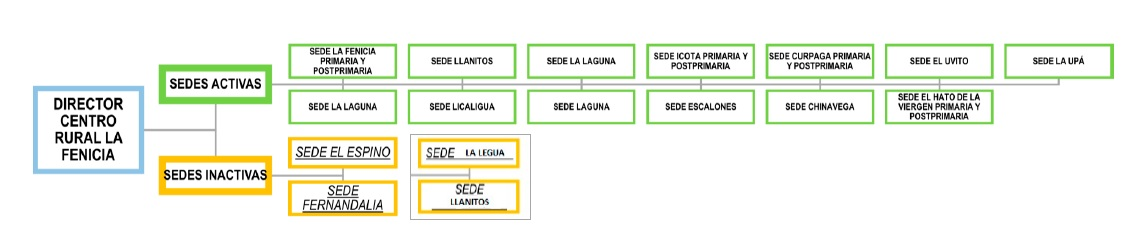 SEDE LA FENICIA
PRIMARIA Y
POSTPRIMARIA
SEDE LLANITOS
SEDE LA LAGUNA
SEDE ICOTA PRIMARIA Y
POSTPRIMARIA
SEDE CURPAGA PRIMARIA
Y POSTPRIMARIA
SEDE EL UVITO
SEDE LA UPÁ
SEDES ACTIVAS
SEDE LA LAGUNA
SEDE LICALIGUA
SEDE LAGUNA
SEDE ESCALONES
SEDE CHINAVEGA
SEDE EL HATO DE LA
VIERGEN PRIMARIA Y
POSTPRIMARIA
DIRECTOR
CENTRO
RURAL LA
FENICIA
SEDES INACTIVAS
SEDE EL ESPINO
SEDE LA LEGUA
SEDE
FERNANDALIA
SEDE
LLANITOS